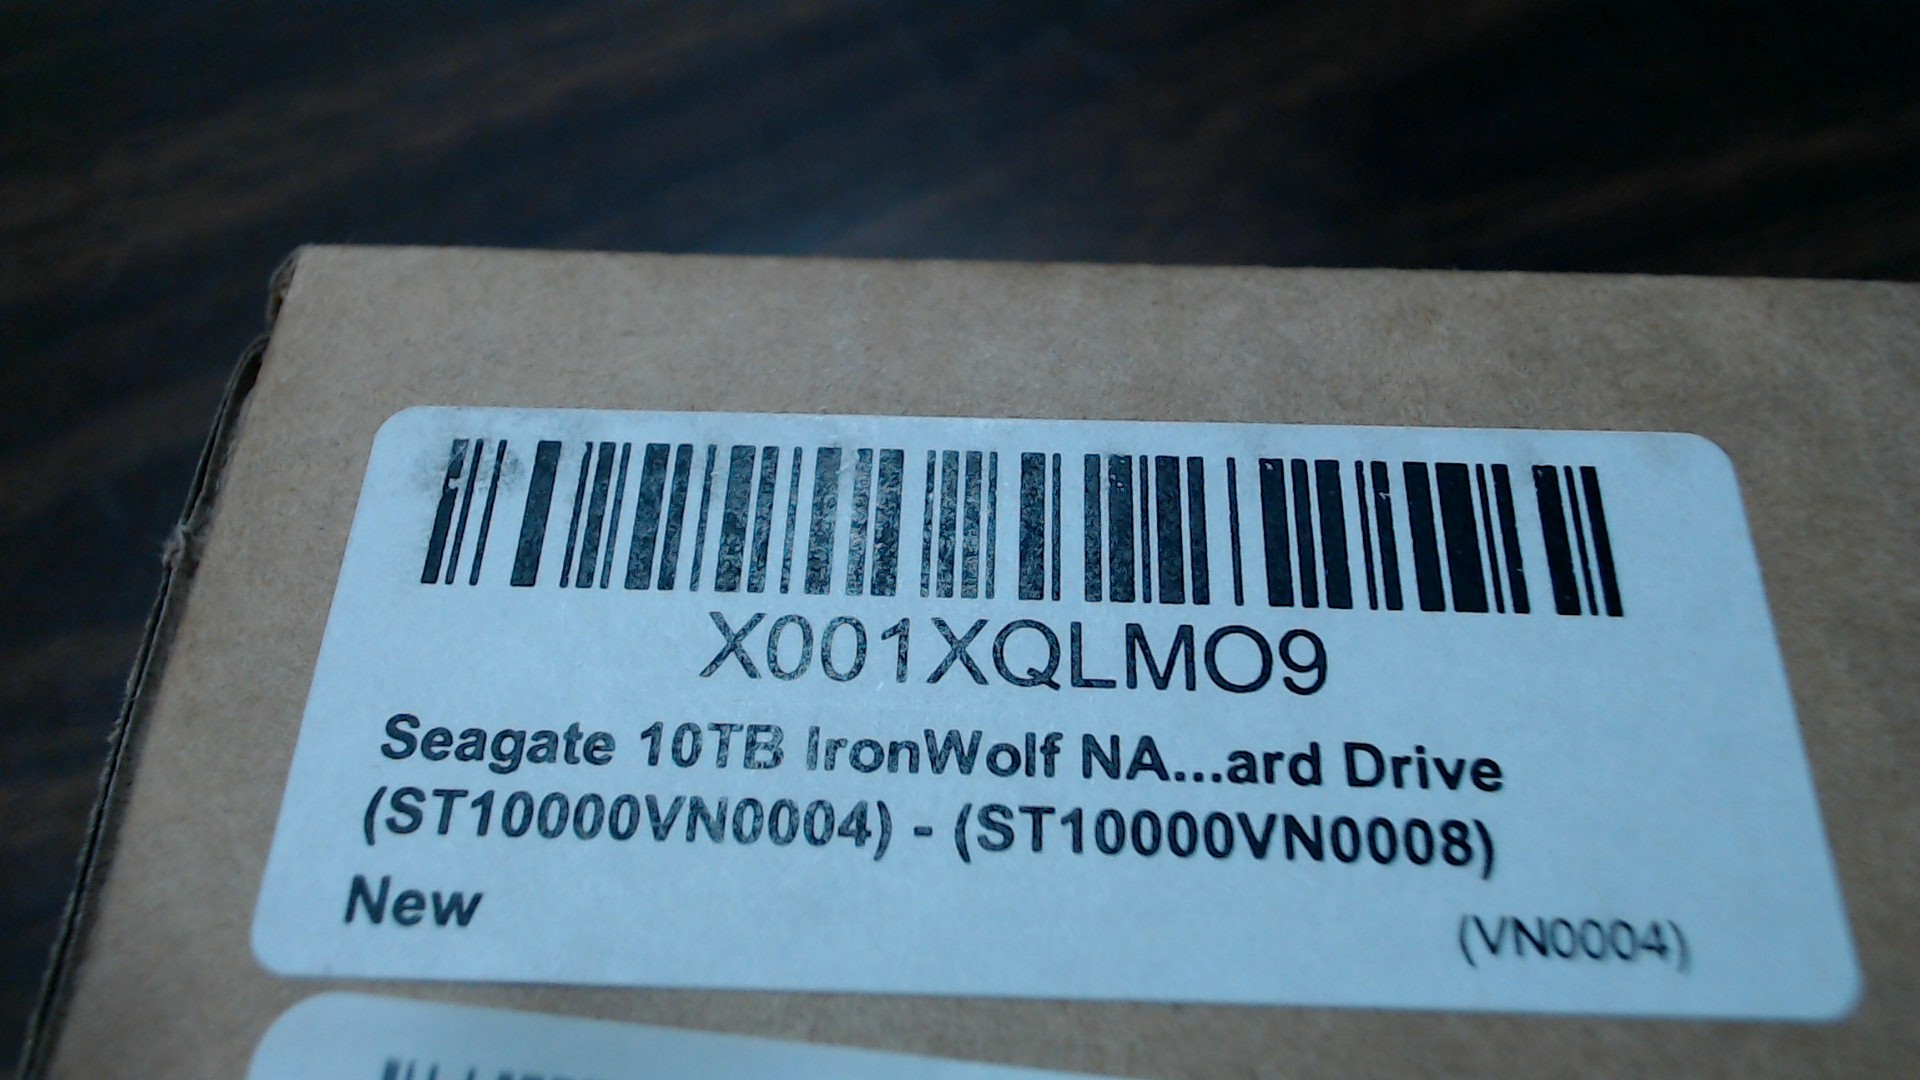 X001XQLMO9
Seagate 10TB IronWolf NA...ard Drive
(ST10000VN0004) - (ST10000VN0008)
New
(VN0004)